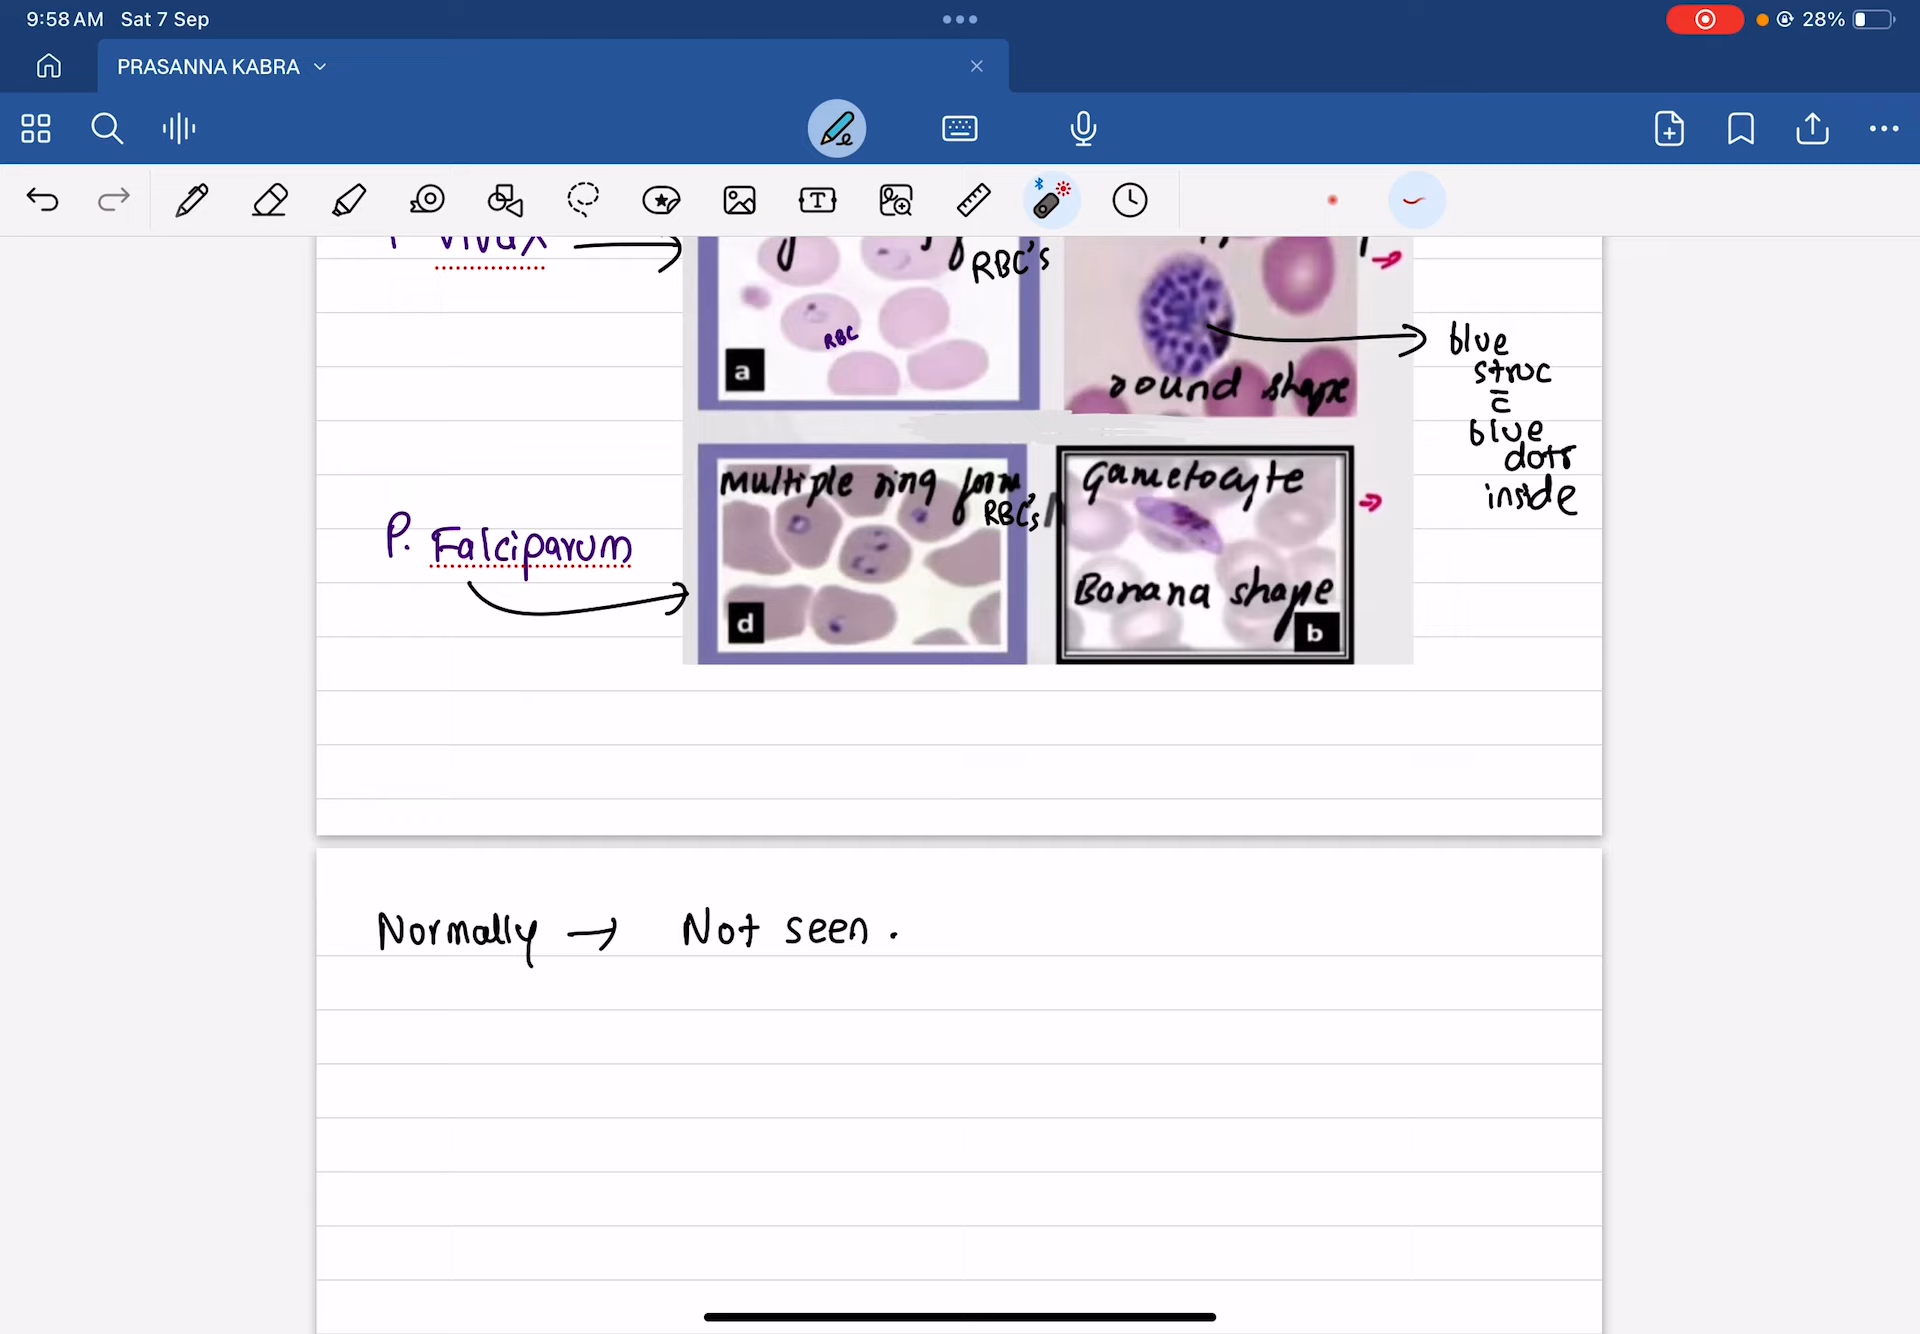 9:58 AM Sat 7 Sep
28%
PRASANNA KABRA
T
P vivax
RBC's
RBC
a
round shape
blue
struc
c̄
blue
dots
inside
P. Falciparum
Multiple ring form
RBC's
d
Gametocyte
Banana shape
b
Normally → Not seen.